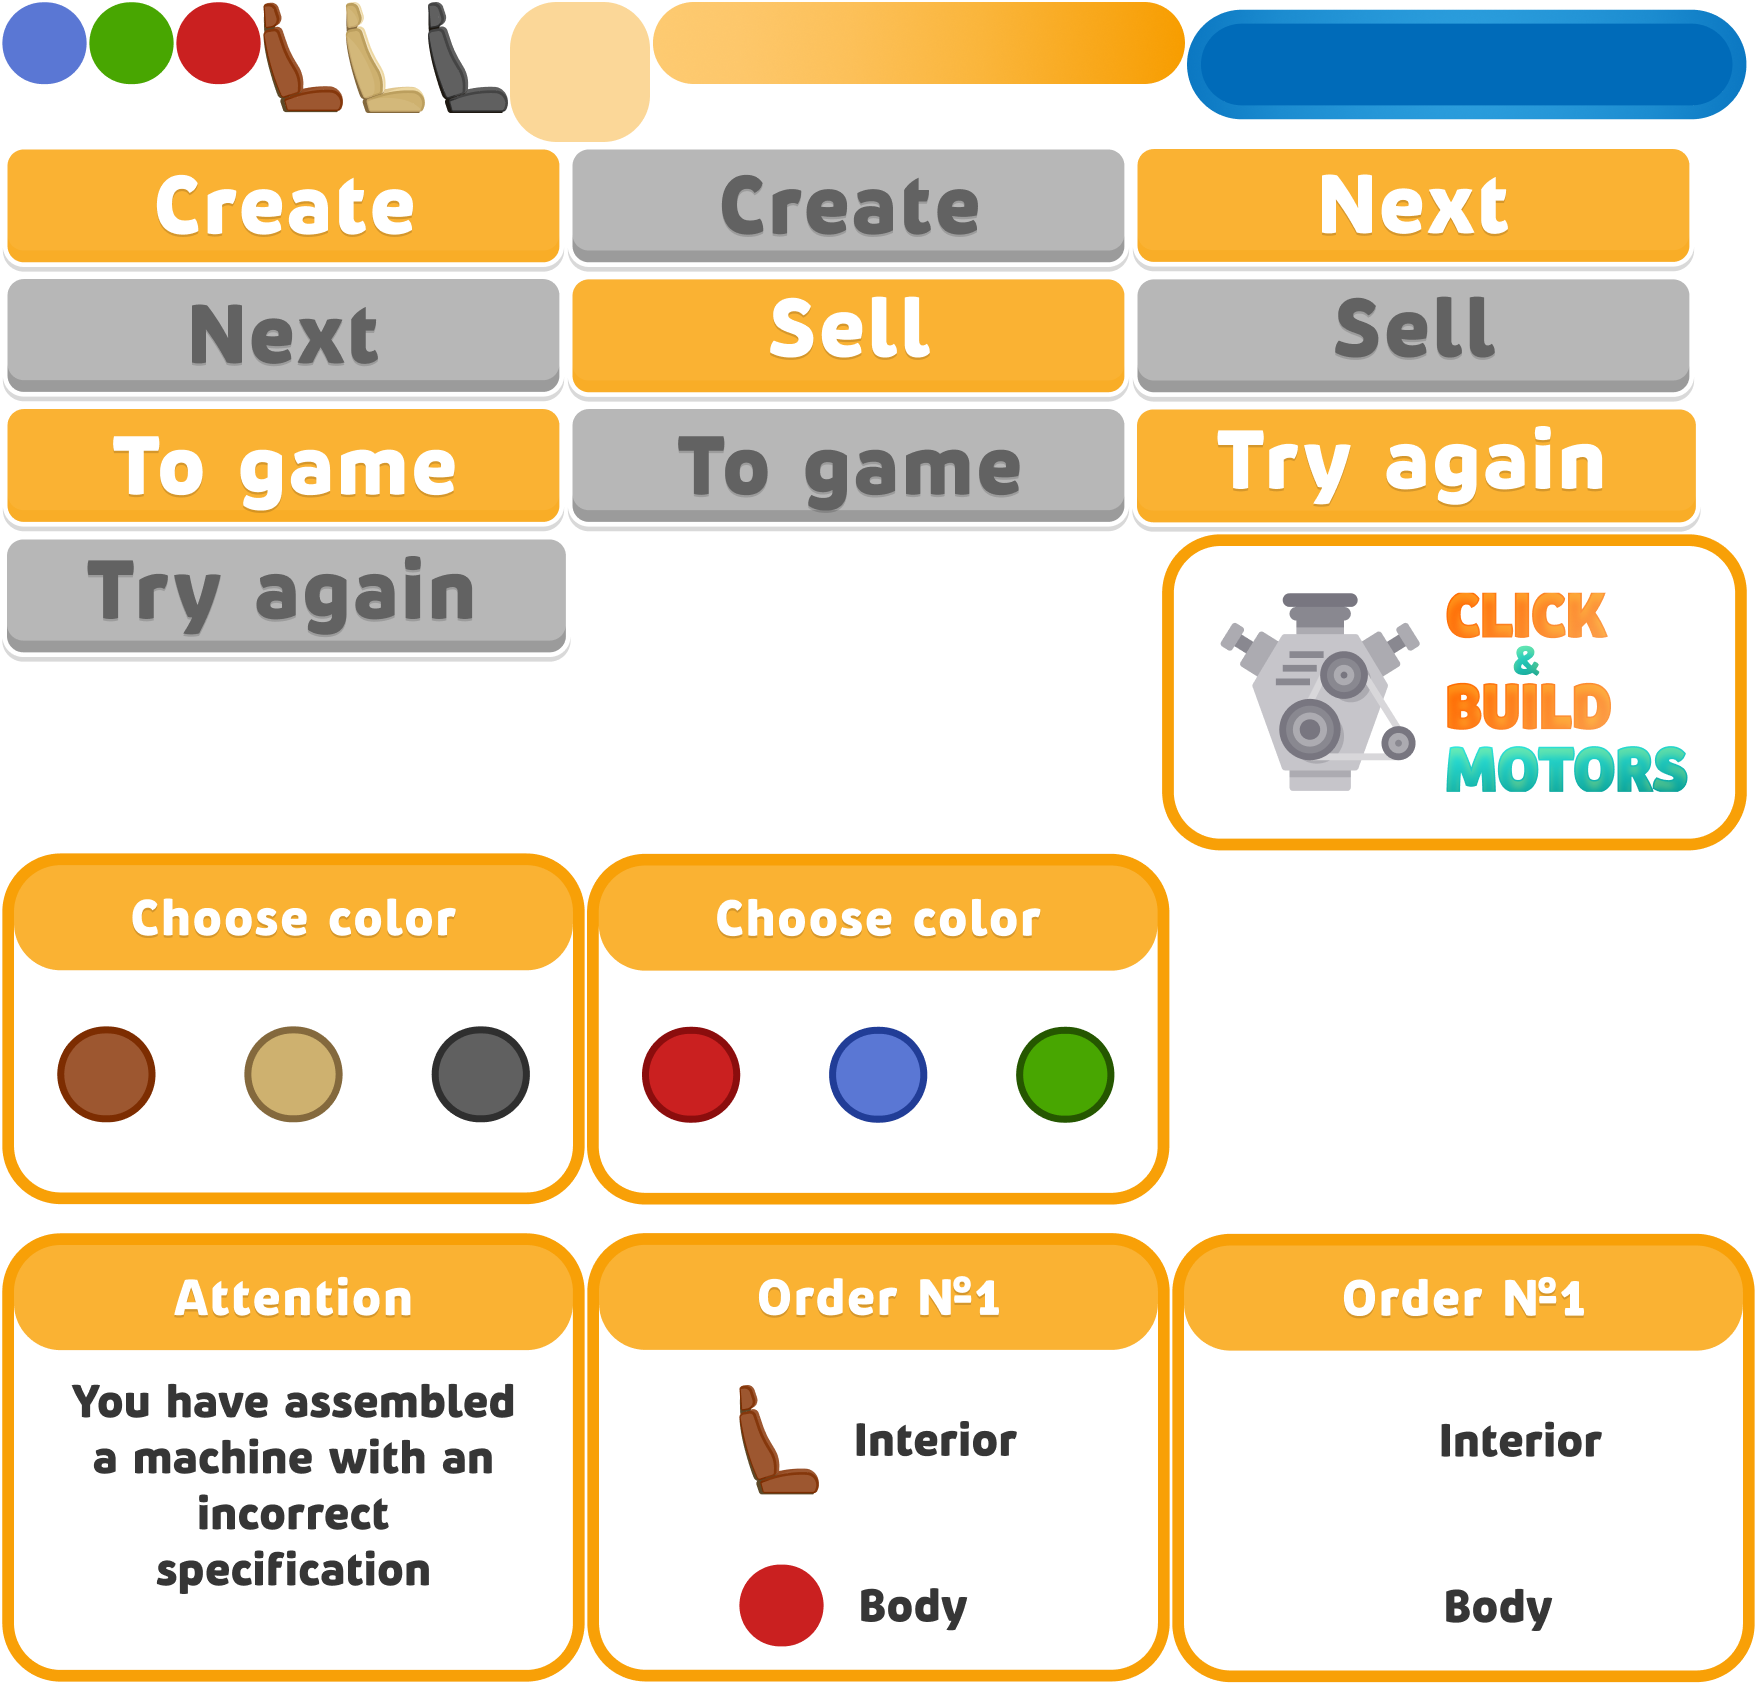 Create
Create
Next
Next
Sell
Sell
To game
To game
Try again
Try again
CLICK
&
BUILD
MOTORS
Choose color
Choose color
Attention
You have assembled
a machine with an
incorrect
specification
Order №1
Interior
Body
Order №1
Interior
Body